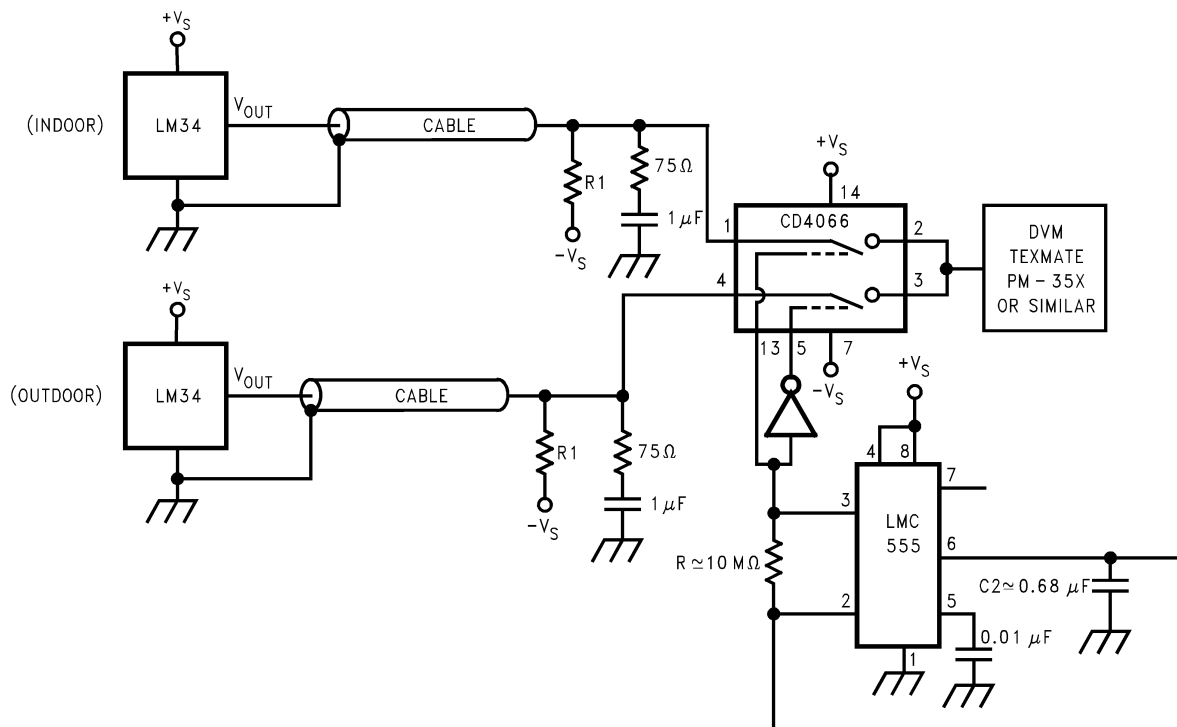 +VS
(INDOOR)
LM34
VOUT
CABLE
R1
75Ω
1 μF
-VS
+VS
14
CD4066
1
2
4
3
13
5
7
-VS
DVM
TEXMATE
PM - 35X
OR SIMILAR
+VS
(OUTDOOR)
LM34
VOUT
CABLE
R1
75Ω
1 μF
-VS
+VS
4
8
7
3
LMC
555
6
R≃10 MΩ
2
5
C2≃0.68 μF
0.01 μF
1